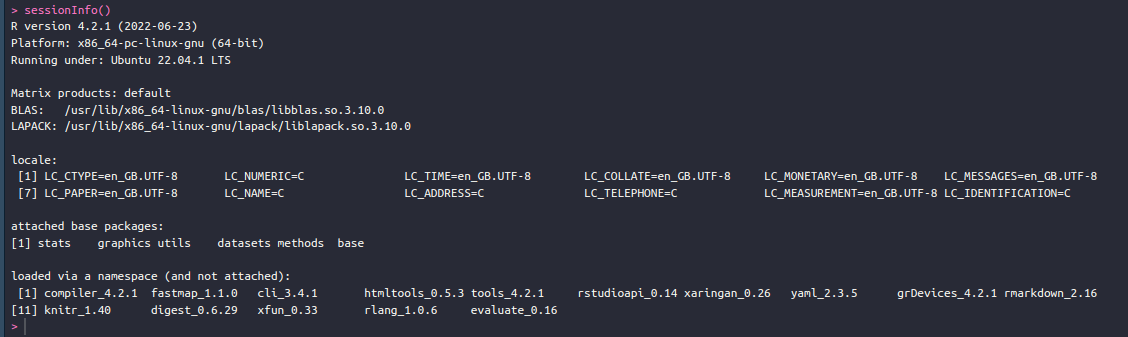 > sessionInfo()
R version 4.2.1 (2022-06-23)
Platform: x86_64-pc-linux-gnu (64-bit)
Running under: Ubuntu 22.04.1 LTS

Matrix products: default
BLAS:   /usr/lib/x86_64-linux-gnu/blas/libblas.so.3.10.0
LAPACK: /usr/lib/x86_64-linux-gnu/lapack/liblapack.so.3.10.0

locale:
 [1] LC_CTYPE=en_GB.UTF-8       LC_NUMERIC=C               LC_TIME=en_GB.UTF-8        LC_COLLATE=en_GB.UTF-8     LC_MONETARY=en_GB.UTF-8    LC_MESSAGES=en_GB.UTF-8
 [7] LC_PAPER=en_GB.UTF-8       LC_NAME=C                  LC_ADDRESS=C               LC_TELEPHONE=C             LC_MEASUREMENT=en_GB.UTF-8 LC_IDENTIFICATION=C

attached base packages:
[1] stats    graphics utils    datasets methods  base

loaded via a namespace (and not attached):
 [1] compiler_4.2.1  fastmap_1.1.0   cli_3.4.1       htmltools_0.5.3 tools_4.2.1     rstudioapi_0.14 xaringan_0.26   yaml_2.3.5      grDevices_4.2.1 rmarkdown_2.16
[11] knitr_1.40      digest_0.6.29   xfun_0.33       rlang_1.0.6     evaluate_0.16
>